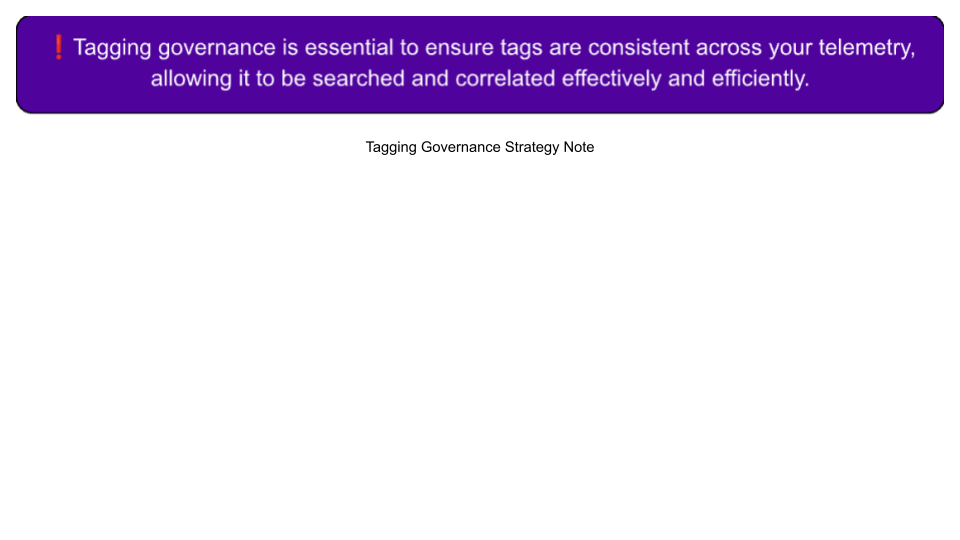 ❗Tagging governance is essential to ensure tags are consistent across your telemetry,
allowing it to be searched and correlated effectively and efficiently.
Tagging Governance Strategy Note